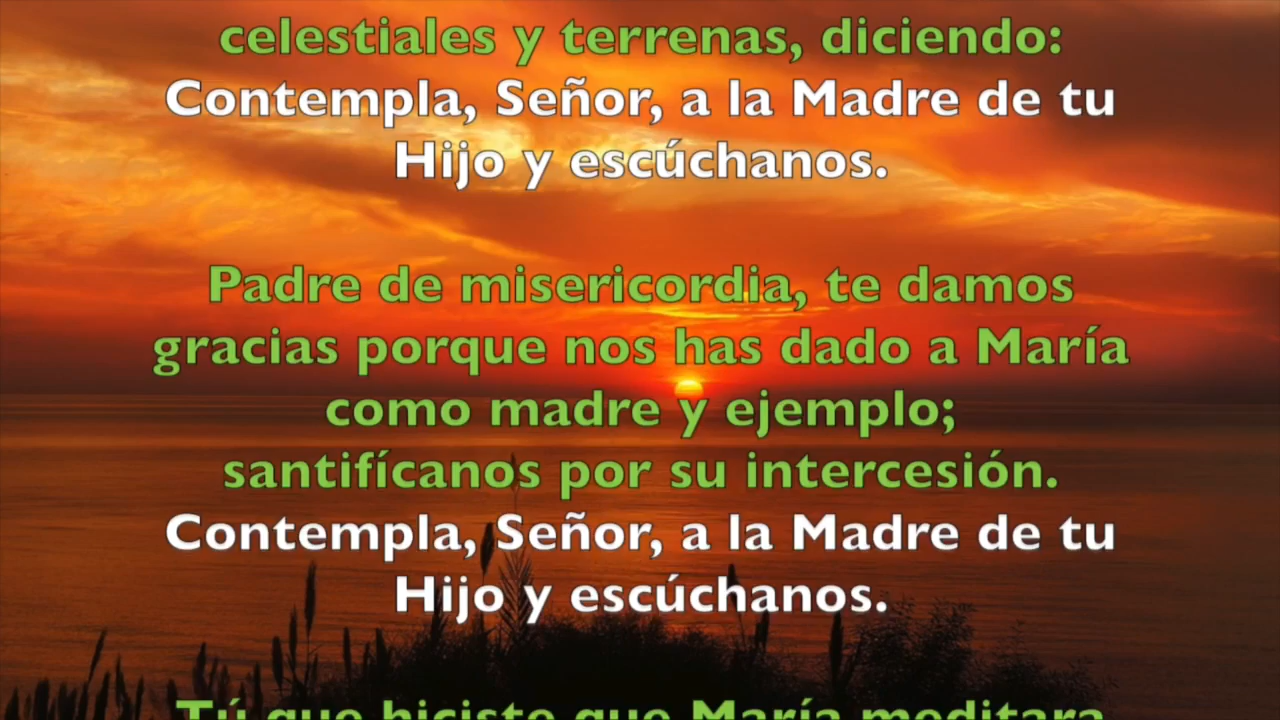 celestiales y terrenas, diciendo:
Contempla, Señor, a la Madre de tu
Hijo y escúchanos.
Padre de misericordia, te damos
gracias porque nos has dado a María
como madre y ejemplo;
santifícanos por su intercesión.
Contempla, Señor, a la Madre de tu
Hijo y escúchanos.
Tú que hiciste que María meditara